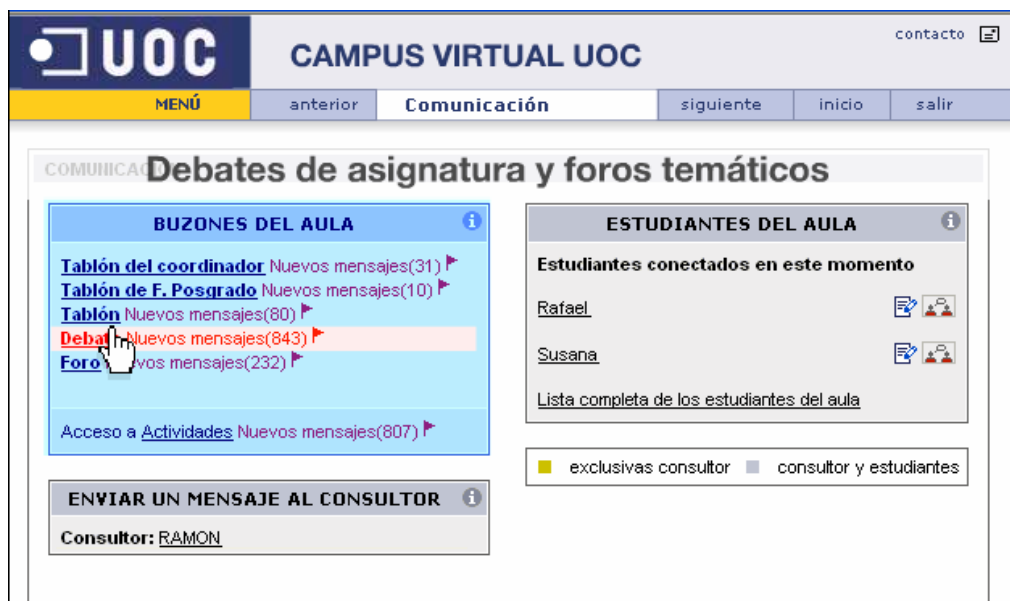 UOC
CAMPUS VIRTUAL UOC
contacto
MENÚ anterior Comunicación siguiente inicio salir
Debates de asignatura y foros temáticos
BUZONES DEL AULA
Tablón del coordinador Nuevos mensajes(31)
Tablón de F. Posgrado Nuevos mensajes(10)
Tablón Nuevos mensajes(80)
Debate Nuevos mensajes(843)
Foro Nuevos mensajes(232)
Acceso a Actividades Nuevos mensajes(807)
ENVIAR UN MENSAJE AL CONSULTOR
Consultor: RAMON
ESTUDIANTES DEL AULA
Estudiantes conectados en este momento
Rafael
Susana
Lista completa de los estudiantes del aula
exclusivas consultor consultor y estudiantes